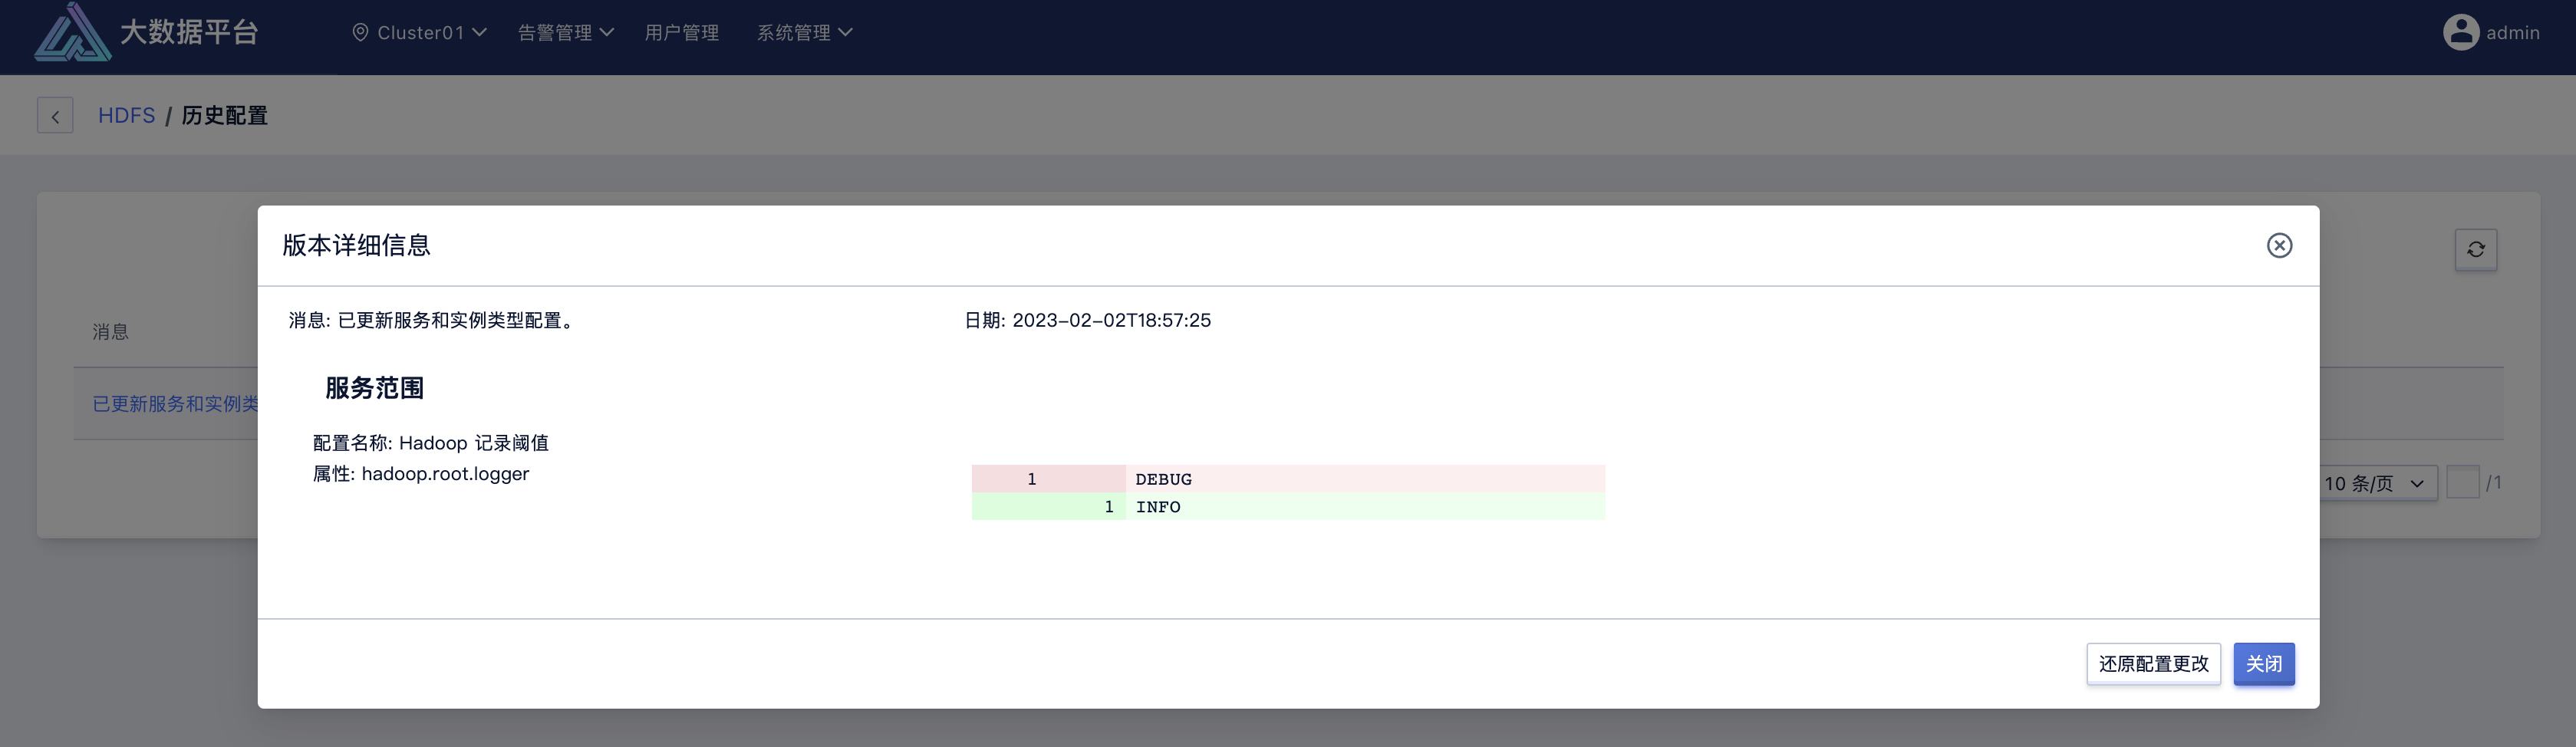 大数据平台
Cluster01
告警管理
用户管理
系统管理
admin
HDFS / 历史配置
版本详细信息
消息: 已更新服务和实例类型配置。
日期: 2023-02-02T18:57:25
消息
服务范围
已更新服务和实例类
配置名称: Hadoop 记录阈值
属性: hadoop.root.logger
1 DEBUG
1 INFO
10 条/页
/1
还原配置更改
关闭